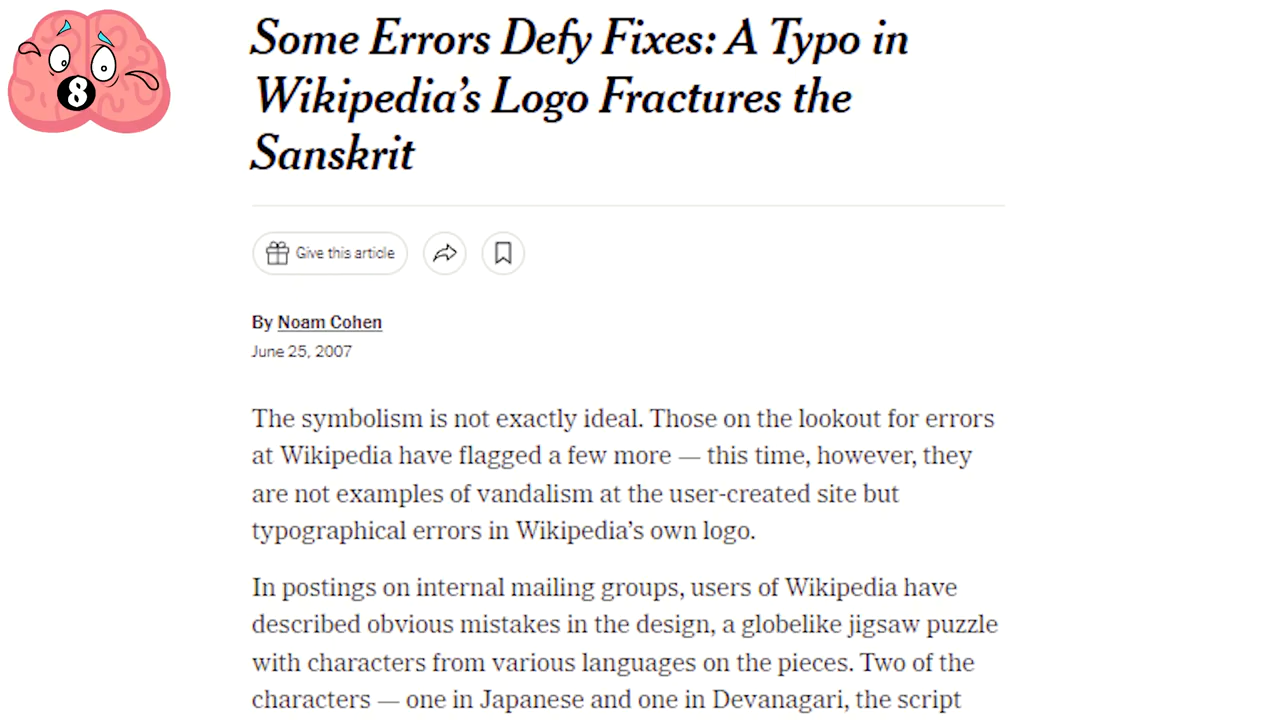 8
Some Errors Defy Fixes: A Typo in
Wikipedia’s Logo Fractures the
Sanskrit
Give this article
By Noam Cohen
June 25, 2007
The symbolism is not exactly ideal. Those on the lookout for errors
at Wikipedia have flagged a few more — this time, however, they
are not examples of vandalism at the user-created site but
typographical errors in Wikipedia’s own logo.
In postings on internal mailing groups, users of Wikipedia have
described obvious mistakes in the design, a globelike jigsaw puzzle
with characters from various languages on the pieces. Two of the
characters — one in Japanese and one in Devanagari, the script